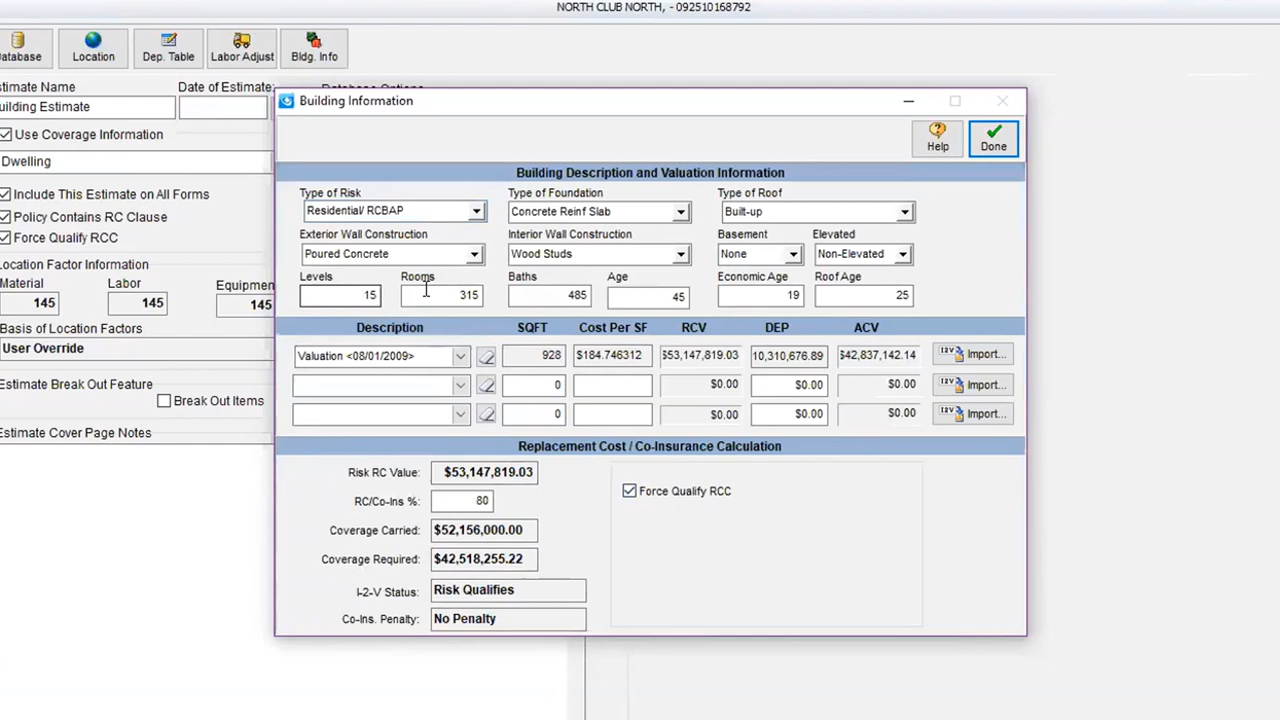 NORTH CLUB NORTH, - 092510168792
Location
Dep. Table
Labor Adjust
Bldg. Info
Date of Estimate:
Use Coverage Information
Dwelling
Include This Estimate on All Forms
Policy Contains RC Clause
Force Qualify RCC
Location Factor Information
Material Labor Equipmen
145 145 145
Basis of Location Factors
User Override
Estimate Break Out Feature
Break Out Items
Estimate Cover Page Notes
Building Information
Help
Done
Building Description and Valuation Information
Type of Risk Type of Foundation Type of Roof
Residential/ RCBAP Concrete Reinf Slab Built-up
Exterior Wall Construction Interior Wall Construction Basement Elevated
Poured Concrete Wood Studs None Non-Elevated
Levels Rooms Baths Age Economic Age Roof Age
15 315 485 45 19 25
Description SQFT Cost Per SF RCV DEP ACV
Valuation <08/01/2009> 928 $184.746312 $53,147,819.03 10,310,676.89 $42,837,142.14 Import...
0 $0.00 $0.00 $0.00 Import...
0 $0.00 $0.00 $0.00 Import...
Replacement Cost / Co-Insurance Calculation
Risk RC Value: $53,147,819.03
Force Qualify RCC
RC/Co-Ins %: 80
Coverage Carried: $52,156,000.00
Coverage Required: $42,518,255.22
I-2-V Status: Risk Qualifies
Co-Ins. Penalty: No Penalty